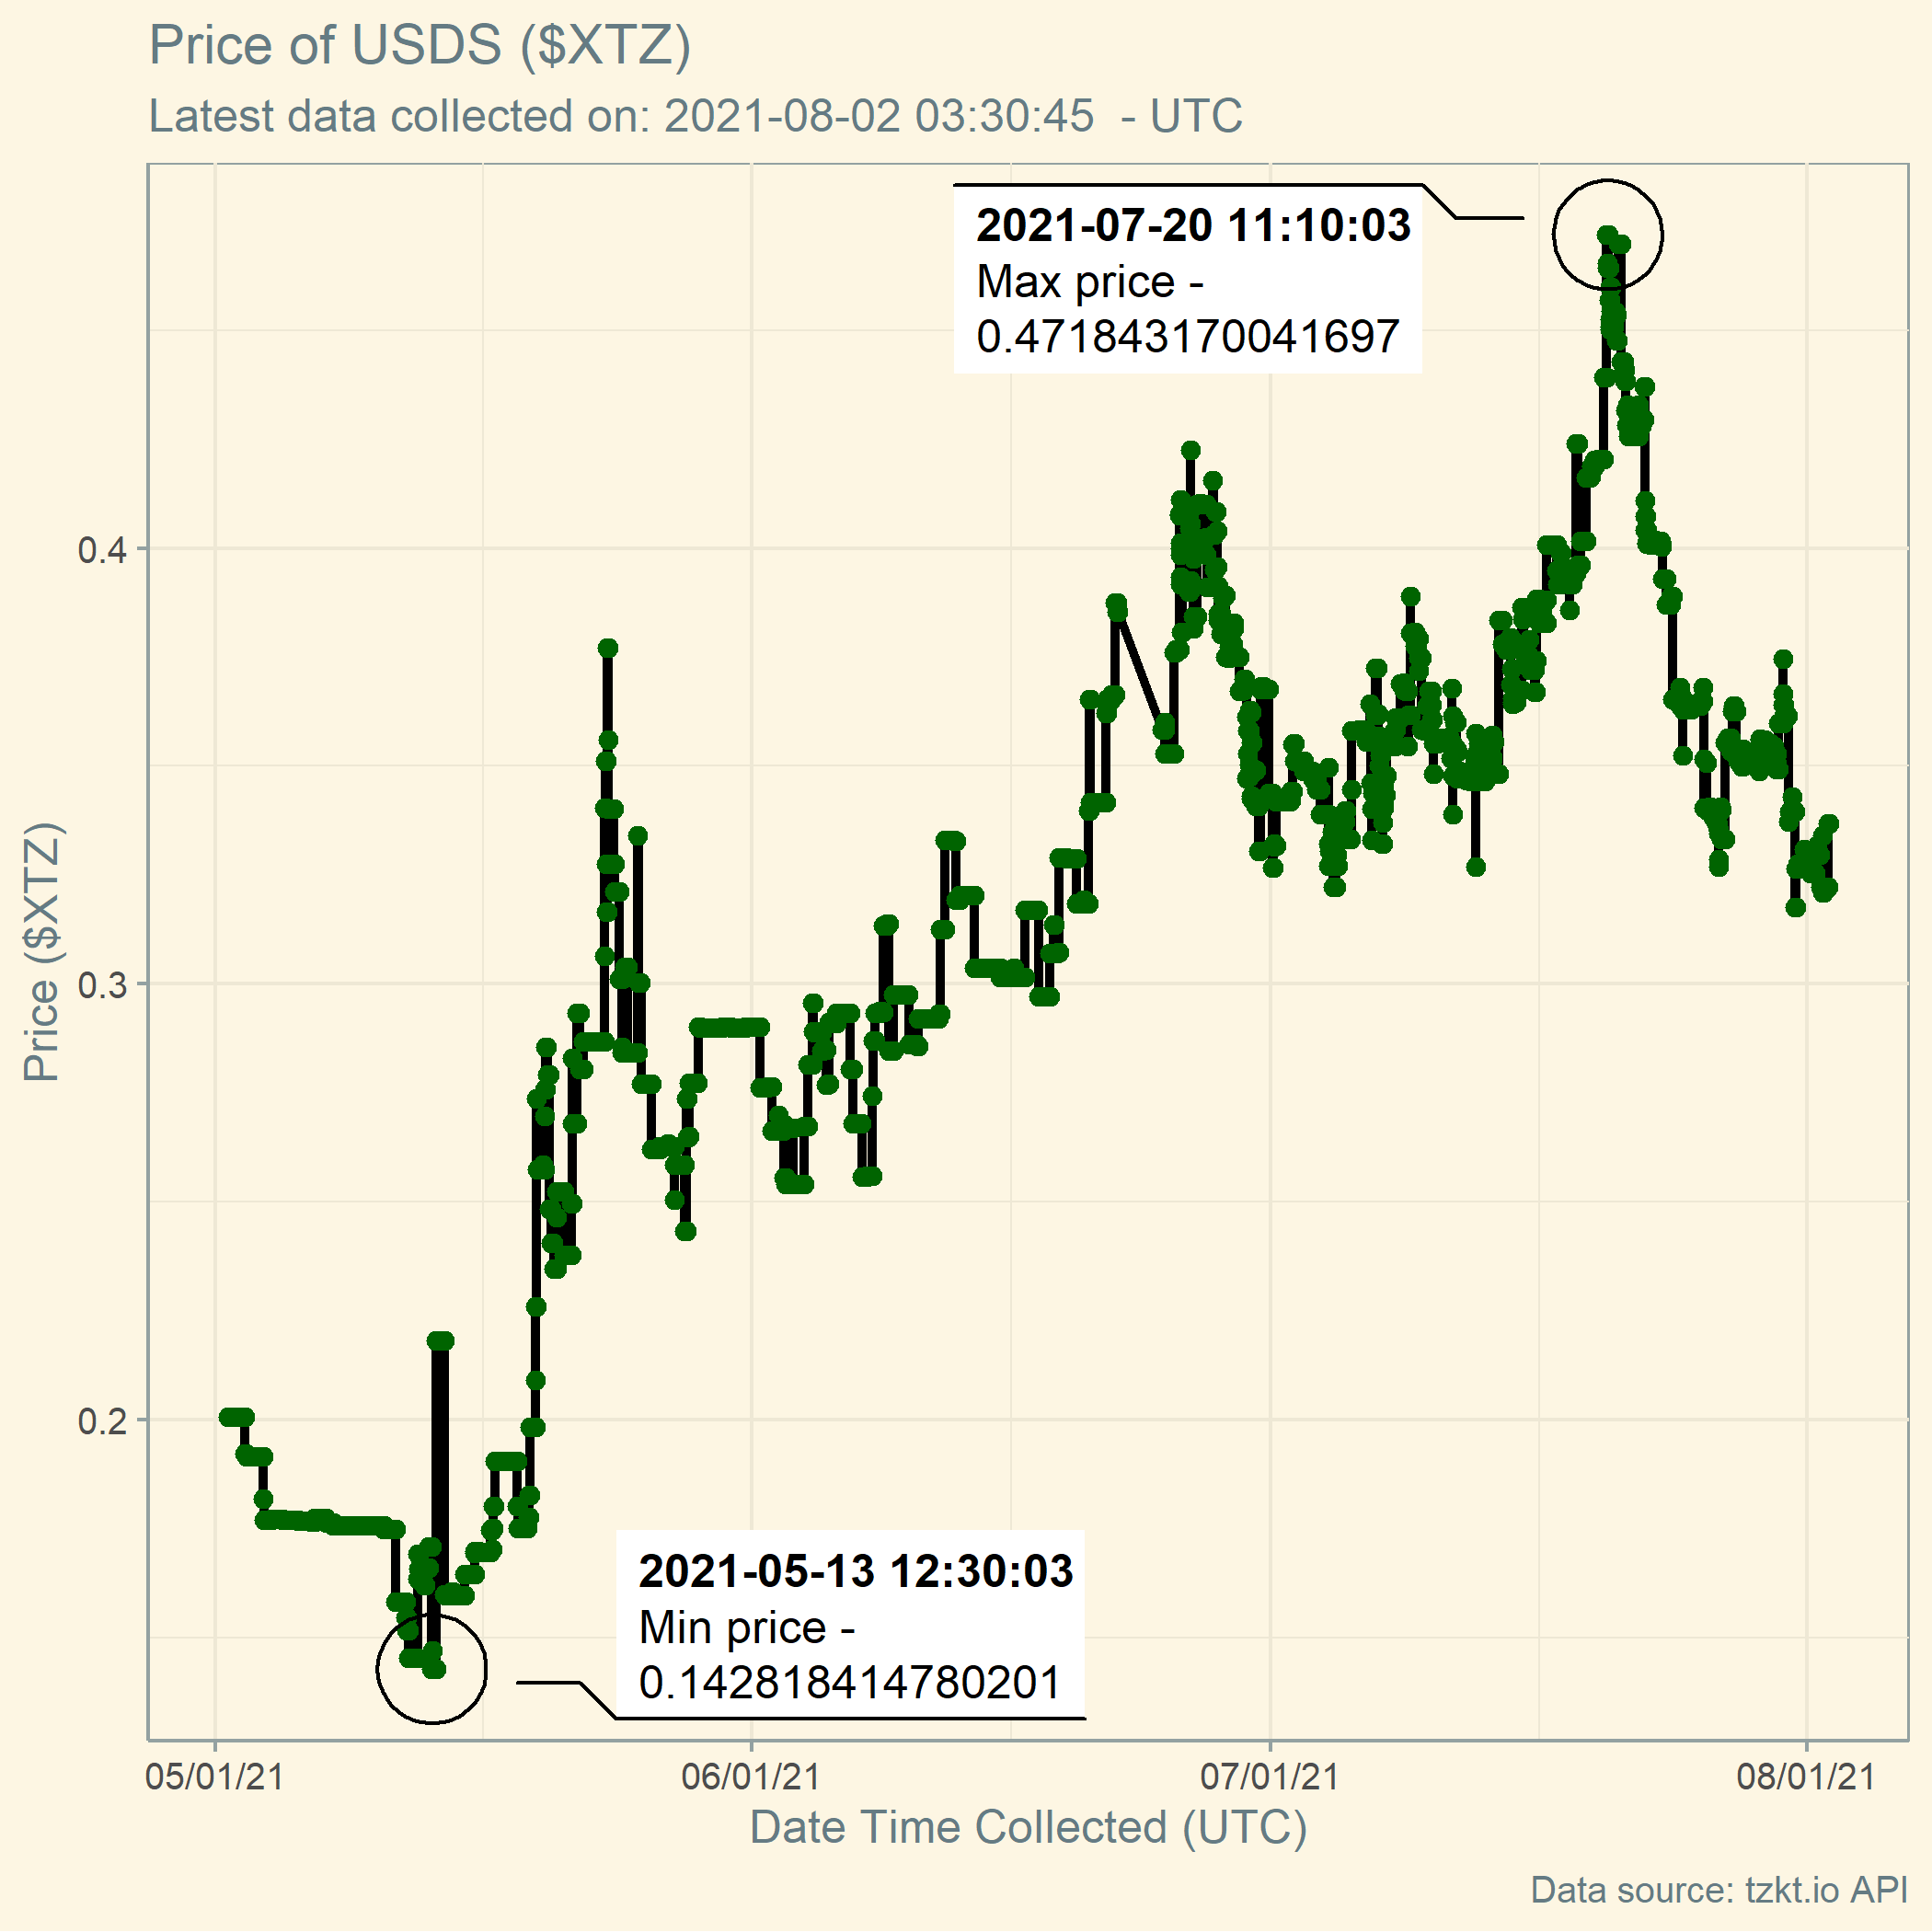 Price of USDS ($XTZ)
Latest data collected on: 2021-08-02 03:30:45  - UTC
2021-07-20 11:10:03
Max price -
0.471843170041697
0.4
0.3
0.2
Price ($XTZ)
2021-05-13 12:30:03
Min price -
0.142818414780201
05/01/21
06/01/21
07/01/21
08/01/21
Date Time Collected (UTC)
Data source: tzkt.io API